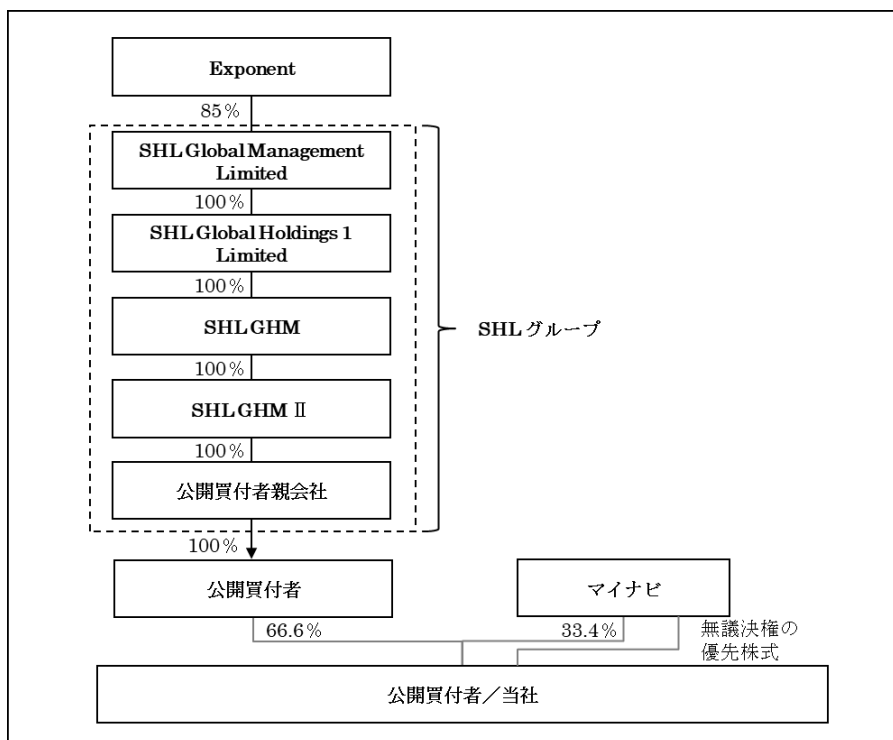 Exponent
85%
SHL Global Management
Limited
100%
SHL Global Holdings 1
Limited
100%
SHL GHM
100%
SHL GHM Ⅱ
100%
公開買付者親会社
SHL グループ
100%
公開買付者
マイナビ
66.6%
33.4%
無議決権の
優先株式
公開買付者／当社